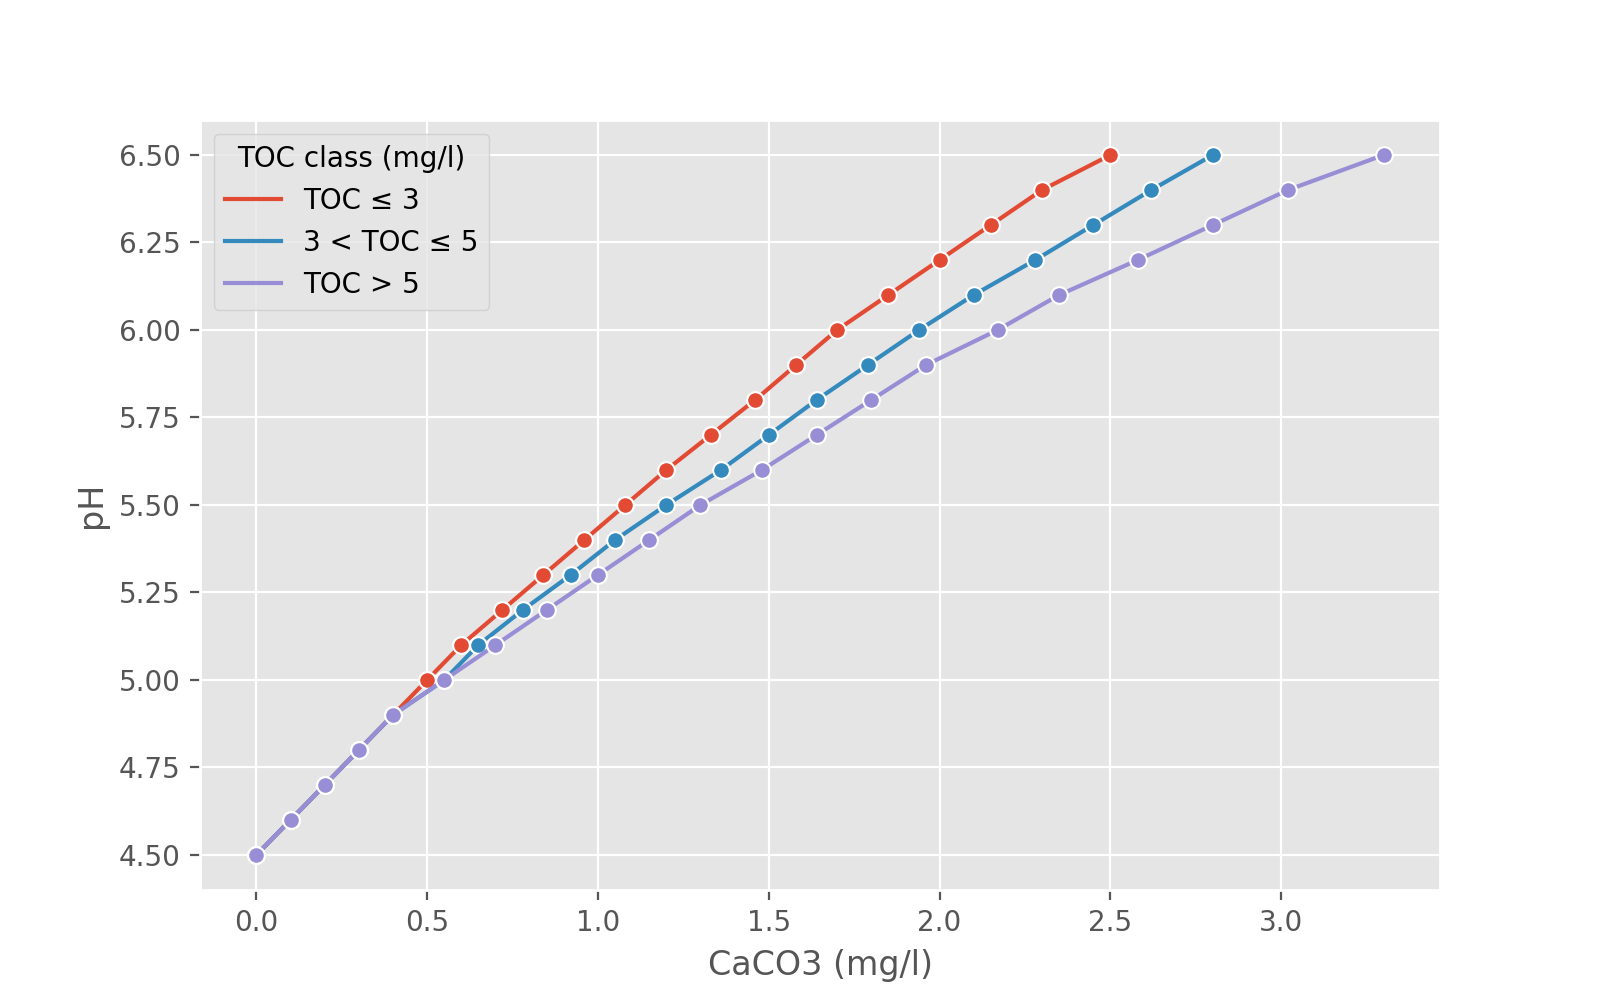 TOC class (mg/l)
TOC ≤ 3
3 < TOC ≤ 5
TOC > 5
6.50
6.25
6.00
5.75
5.50
5.25
5.00
4.75
4.50
pH
0.0 0.5 1.0 1.5 2.0 2.5 3.0
CaCO3 (mg/l)